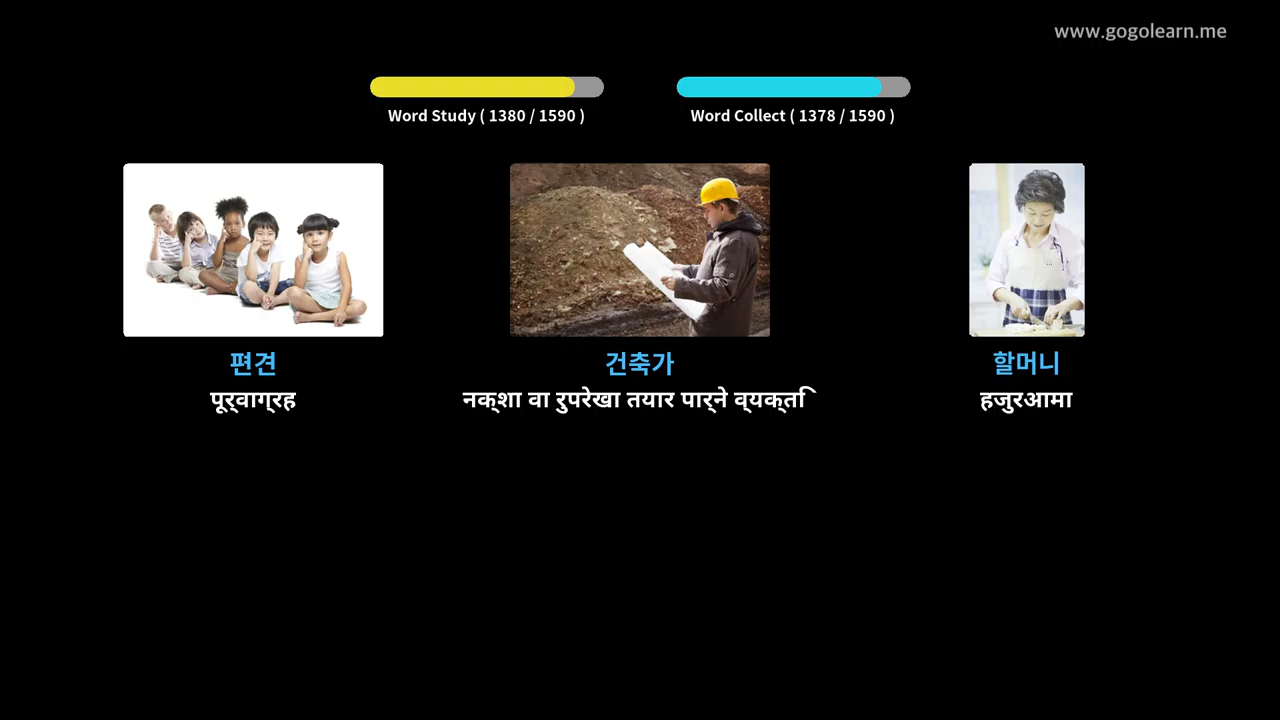 www.gogolearn.me
Word Study ( 1380 / 1590 )
Word Collect ( 1378 / 1590 )
편견
건축가
할머니
पूर्वाग्रह
नक्शा वा रुपरेखा तयार पार्ने व्यक्ति
हजुरआमा